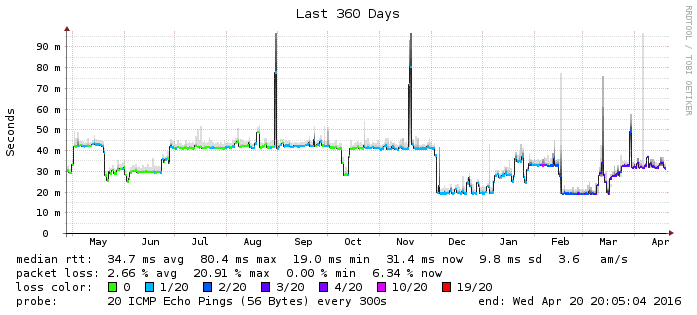 Last 360 Days
RRDTOOL / TOBI OETIKER
Seconds
90 m
80 m
70 m
60 m
50 m
40 m
30 m
20 m
10 m
0
May Jun Jul Aug Sep Oct Nov Dec Jan Feb Mar Apr
median rtt: 34.7 ms avg 80.4 ms max 19.0 ms min 31.4 ms now 9.8 ms sd 3.6 am/s
packet loss: 2.66 % avg 20.91 % max 0.00 % min 6.34 % now
loss color: 0 1/20 2/20 3/20 4/20 10/20 19/20
probe: 20 ICMP Echo Pings (56 Bytes) every 300s end: Wed Apr 20 20:05:04 2016